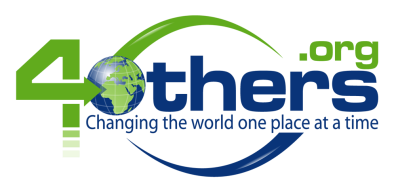 4others.org
Changing the world one place at a time